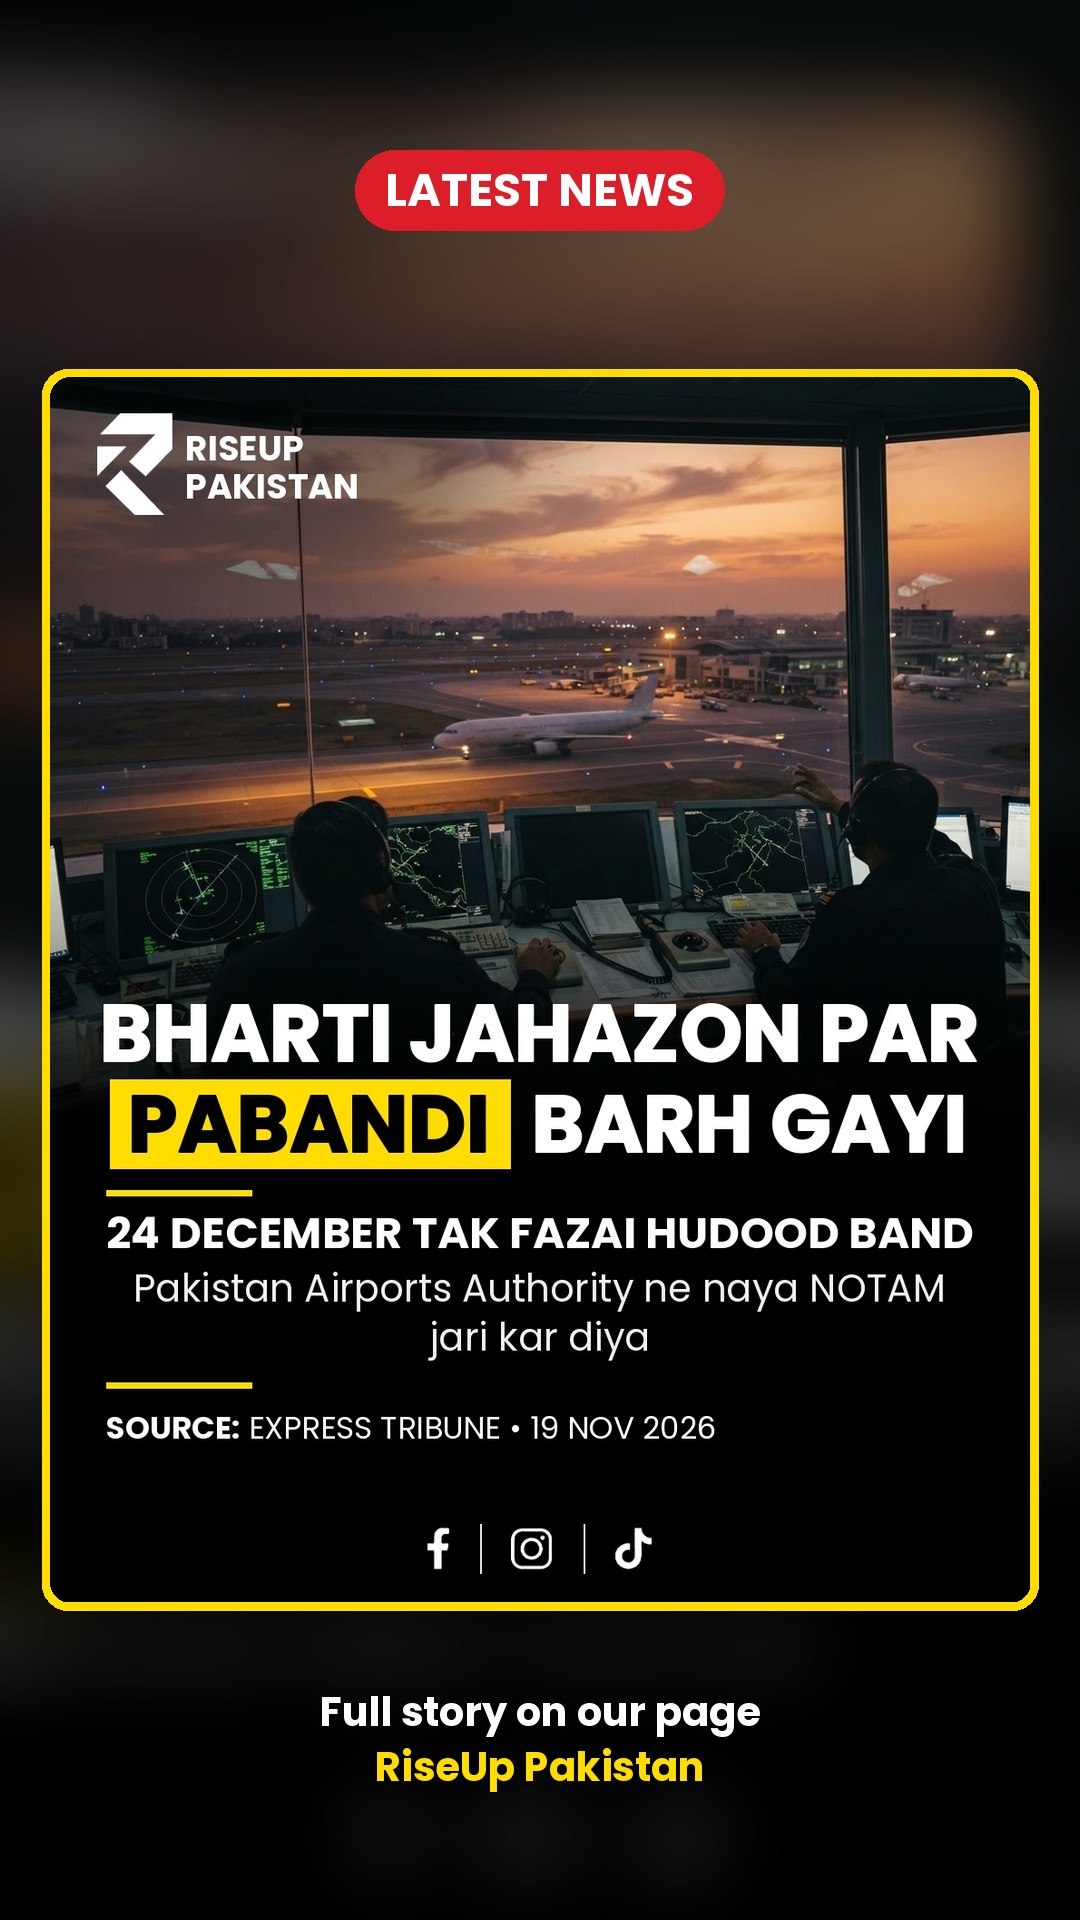 LATEST NEWS
RISEUP
PAKISTAN
BHARTI JAHAZON PAR
PABANDI BARH GAYI
24 DECEMBER TAK FAZAI HUDOOD BAND
Pakistan Airports Authority ne naya NOTAM
jari kar diya
SOURCE: EXPRESS TRIBUNE • 19 NOV 2026
Full story on our page
RiseUp Pakistan